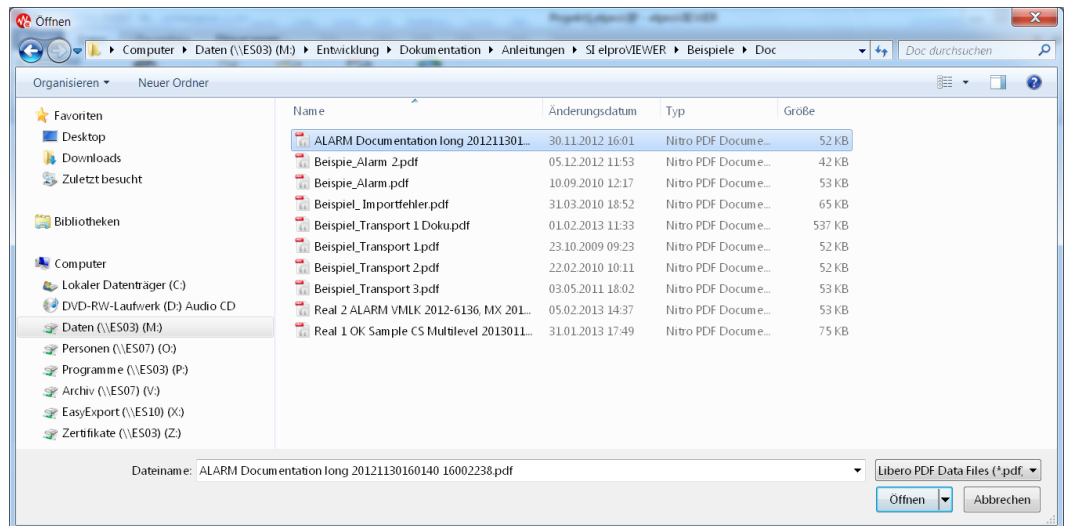 Öffnen
Computer ▸ Daten (\\ES03) (M:) ▸ Entwicklung ▸ Dokumentation ▸ Anleitungen ▸ SI elproVIEWER ▸ Beispiele ▸ Doc
Doc durchsuchen
Organisieren ▾ Neuer Ordner
Favoriten
Desktop
Downloads
Zuletzt besucht
Bibliotheken
Computer
Lokaler Datenträger (C:)
DVD-RW-Laufwerk (D:) Audio CD
Daten (\\ES03) (M:)
Personen (\\ES07) (O:)
Programme (\\ES03) (P:)
Archiv (\\ES07) (V:)
EasyExport (\\ES10) (X:)
Zertifikate (\\ES03) (Z:)
Name Änderungsdatum Typ Größe
ALARM Documentation long 201211301... 30.11.2012 16:01 Nitro PDF Docume... 52 KB
Beispie_Alarm 2.pdf 05.12.2012 11:53 Nitro PDF Docume... 42 KB
Beispie_Alarm.pdf 10.09.2010 12:17 Nitro PDF Docume... 53 KB
Beispiel_Importfehler.pdf 31.03.2010 18:52 Nitro PDF Docume... 65 KB
Beispiel_Transport 1 Doku.pdf 01.02.2013 11:33 Nitro PDF Docume... 537 KB
Beispiel_Transport 1.pdf 23.10.2009 09:23 Nitro PDF Docume... 52 KB
Beispiel_Transport 2.pdf 22.02.2010 10:11 Nitro PDF Docume... 52 KB
Beispiel_Transport 3.pdf 03.05.2011 18:02 Nitro PDF Docume... 53 KB
Real 2 ALARM VMLK 2012-6136, MX 201... 05.02.2013 14:37 Nitro PDF Docume... 53 KB
Real 1 OK Sample CS Multilevel 2013011... 31.01.2013 17:49 Nitro PDF Docume... 75 KB
Dateiname: ALARM Documentation long 20121130160140 16002238.pdf
Libero PDF Data Files (*.pdf,
Öffnen Abbrechen